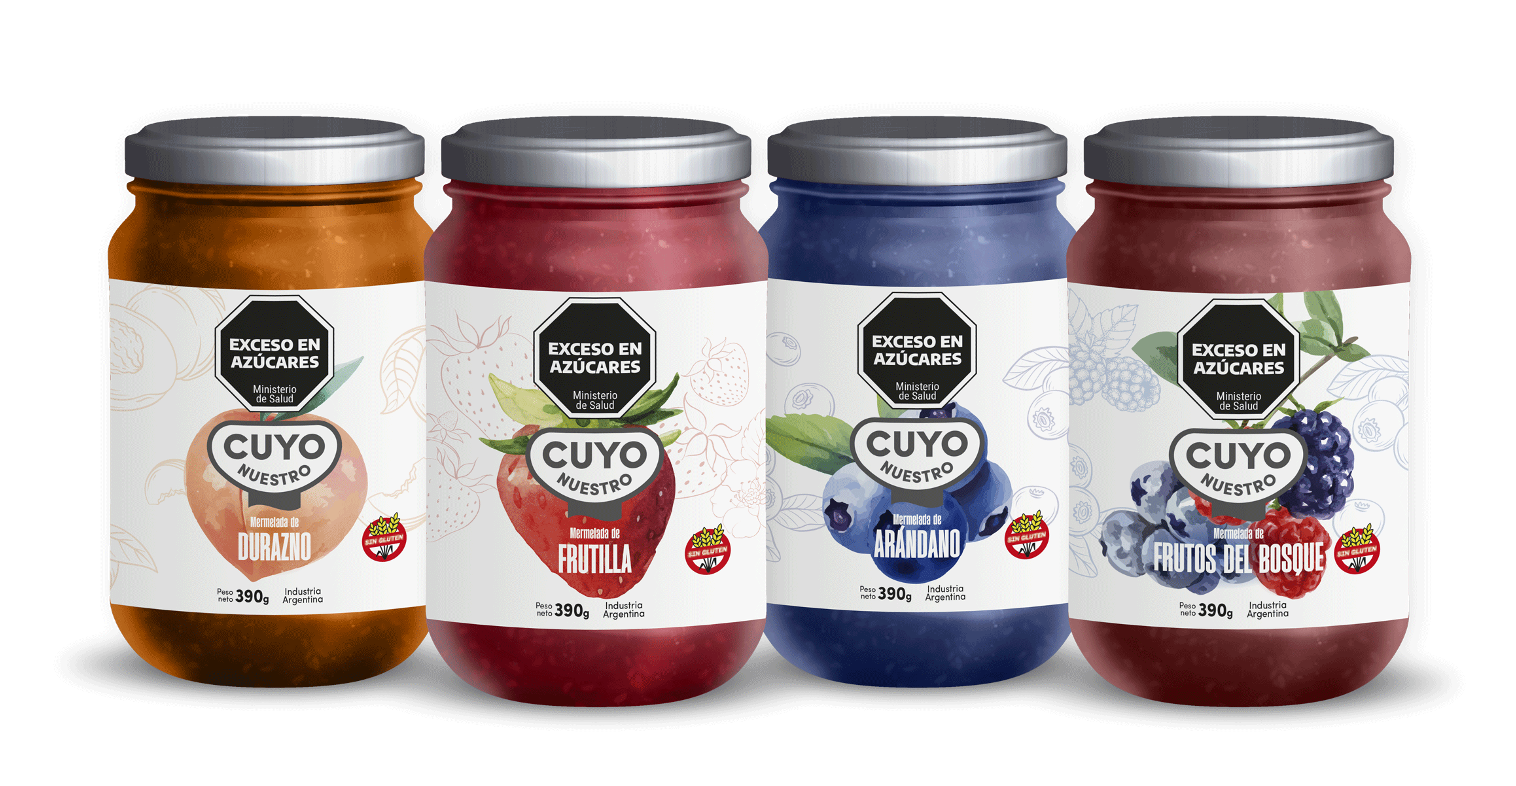 EXCESO EN
AZÚCARES
Ministerio
de Salud
CUYO
NUESTRO
Mermelada de
DURAZNO
SIN GLUTEN
Peso
neto 390g
Industria
Argentina
EXCESO EN
AZÚCARES
Ministerio
de Salud
CUYO
NUESTRO
Mermelada de
FRUTILLA
SIN GLUTEN
Peso
neto 390g
Industria
Argentina
EXCESO EN
AZÚCARES
Ministerio
de Salud
CUYO
NUESTRO
Mermelada de
ARÁNDANO
SIN GLUTEN
Peso
neto 390g
Industria
Argentina
EXCESO EN
AZÚCARES
Ministerio
de Salud
CUYO
NUESTRO
Mermelada de
FRUTOS DEL BOSQUE
SIN GLUTEN
Peso
neto 390g
Industria
Argentina